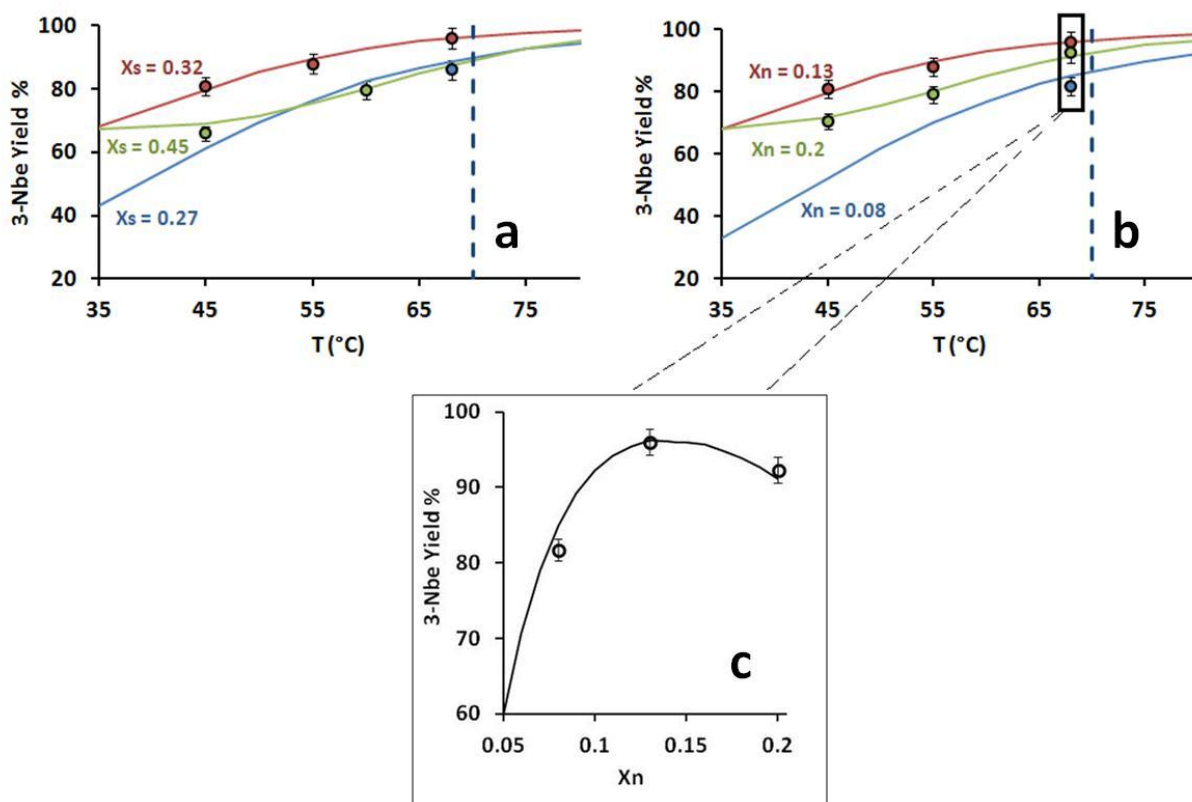 100
80
60
40
20
3-Nbe Yield %
Xs = 0.32
Xs = 0.45
Xs = 0.27
a
35 45 55 65 75
T (°C)
100
80
60
40
20
3-Nbe Yield %
Xn = 0.13
Xn = 0.2
Xn = 0.08
b
35 45 55 65 75
T (°C)
100
90
80
70
60
3-Nbe Yield %
c
0.05 0.1 0.15 0.2
Xn